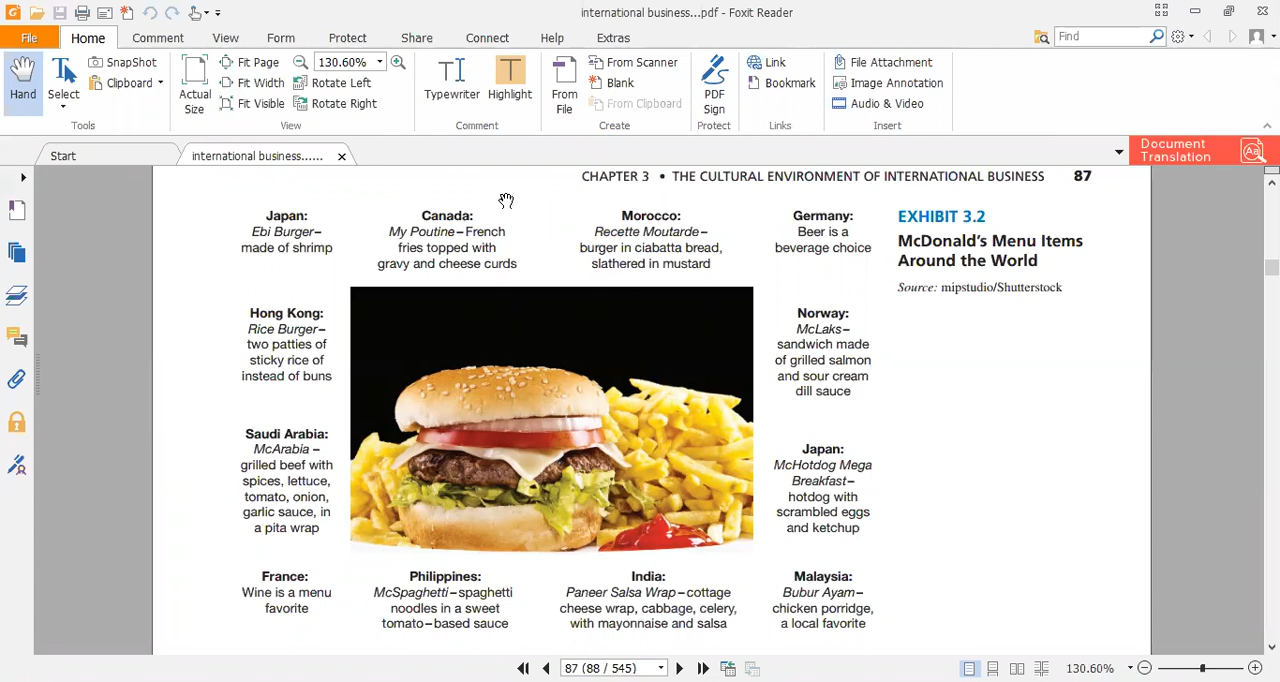 international business...pdf - Foxit Reader
File Home Comment View Form Protect Share Connect Help Extras
Find
Hand
Select
SnapShot
Clipboard
Tools
Actual Size
Fit Page
Fit Width
Fit Visible
130.60%
Rotate Left
Rotate Right
View
Typewriter
Highlight
Comment
From File
From Scanner
Blank
From Clipboard
Create
PDF Sign
Protect
Link
Bookmark
Links
File Attachment
Image Annotation
Audio & Video
Insert
Start
international business......
Document
Translation
CHAPTER 3 • THE CULTURAL ENVIRONMENT OF INTERNATIONAL BUSINESS 87
Japan:
Ebi Burger–
made of shrimp
Canada:
My Poutine–French
fries topped with
gravy and cheese curds
Morocco:
Recette Moutarde–
burger in ciabatta bread,
slathered in mustard
Germany:
Beer is a
beverage choice
EXHIBIT 3.2
McDonald's Menu Items
Around the World
Source: mipstudio/Shutterstock
Hong Kong:
Rice Burger–
two patties of
sticky rice of
instead of buns
Norway:
McLaks–
sandwich made
of grilled salmon
and sour cream
dill sauce
Saudi Arabia:
McArabia –
grilled beef with
spices, lettuce,
tomato, onion,
garlic sauce, in
a pita wrap
Japan:
McHotdog Mega
Breakfast–
hotdog with
scrambled eggs
and ketchup
France:
Wine is a menu
favorite
Philippines:
McSpaghetti–spaghetti
noodles in a sweet
tomato–based sauce
India:
Paneer Salsa Wrap–cottage
cheese wrap, cabbage, celery,
with mayonnaise and salsa
Malaysia:
Bubur Ayam–
chicken porridge,
a local favorite
87 (88 / 545)
130.60%